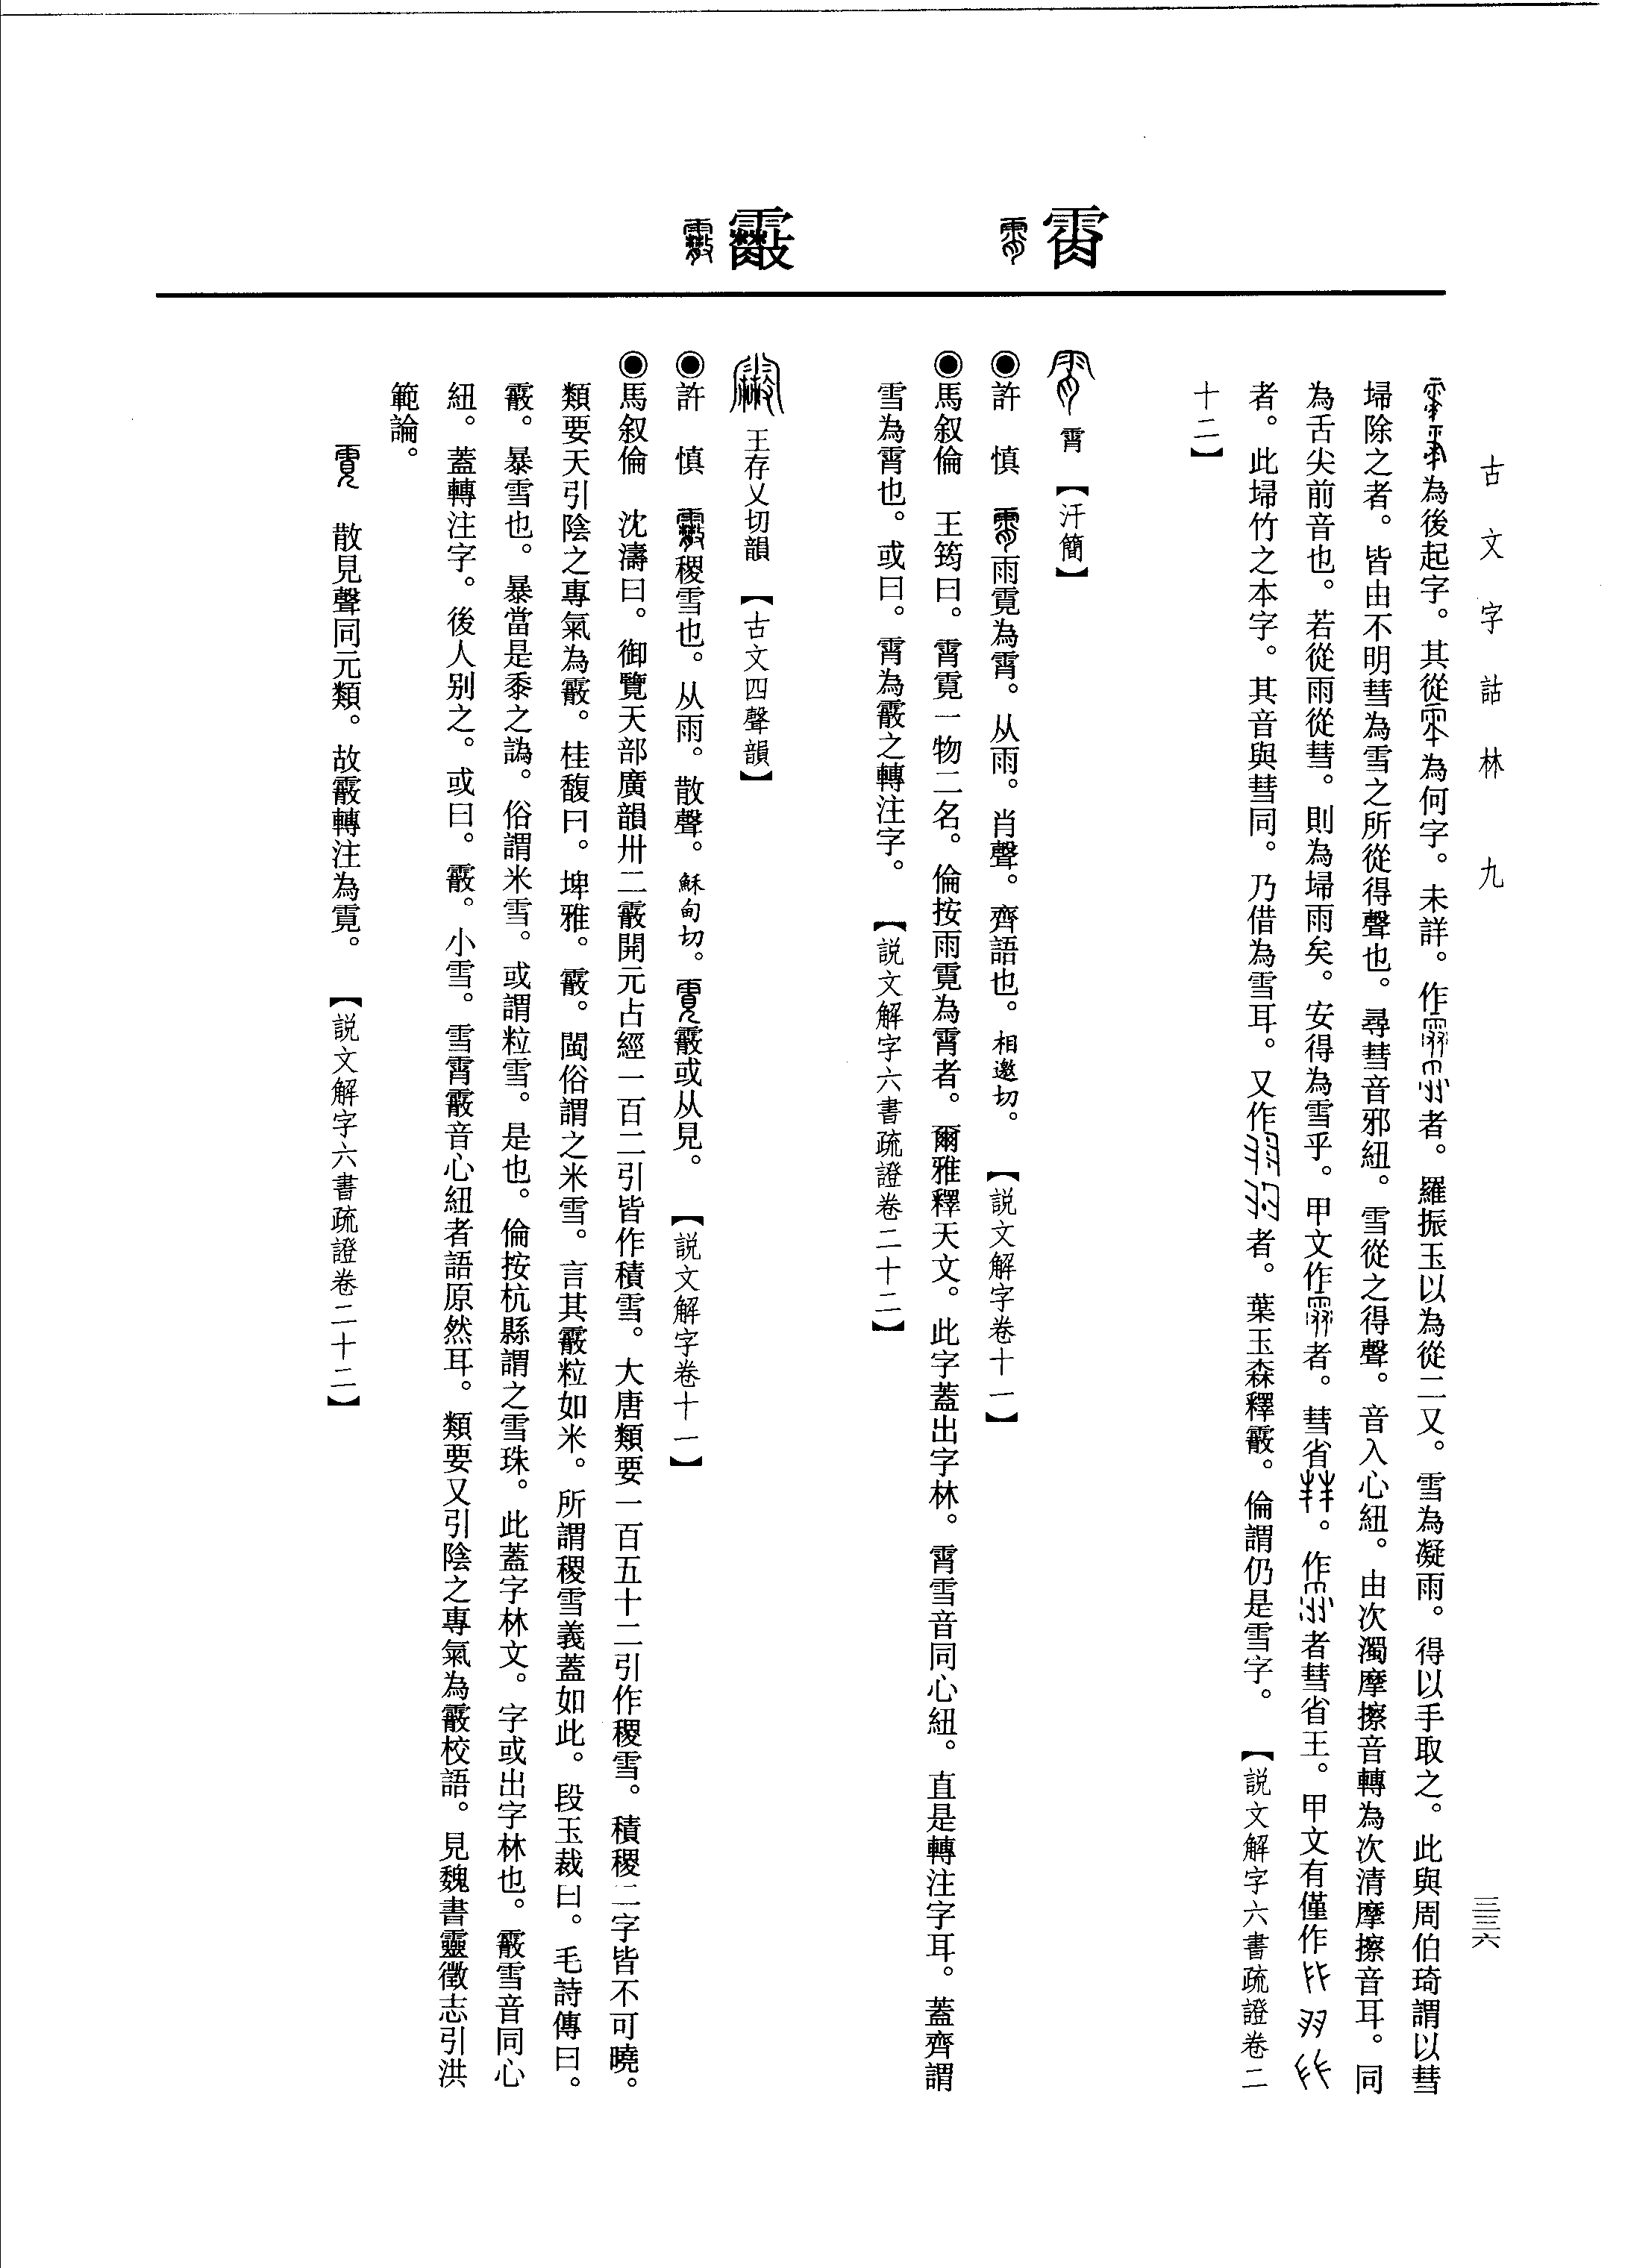 古文字詁林 九
三三六
為後起字。其從為何字。未詳。作者。羅振玉以為從二又。雪為凝雨。得以手取之。此與周伯琦謂以彗
埽除之者。皆由不明彗為雪之所從得聲也。尋彗音邪紐。雪從之得聲。音入心紐。由次濁摩擦音轉為次清摩擦音耳。同
為舌尖前音也。若從雨從彗。則為埽雨矣。安得為雪乎。甲文作者。彗省。作者彗省王。甲文有僅作
者。此埽竹之本字。其音與彗同。乃借為雪耳。又作者。葉玉森釋霰。倫謂仍是雪字。【説文解字六書疏證卷二
十二】
霄
霄 【汗簡】
◉許 慎 雨霓為霄。从雨。肖聲。齊語也。相邀切。【説文解字卷十一】
◉馬叙倫 王筠曰。霄霓一物二名。倫按雨霓為霄者。爾雅釋天文。此字蓋出字林。霄雪音同心紐。直是轉注字耳。蓋齊謂
雪為霄也。或曰。霄為霰之轉注字。【説文解字六書疏證卷二十二】
霰
王存乂切韻 【古文四聲韻】
◉許 慎 稷雪也。从雨。散聲。穌甸切。霰或从見。【説文解字卷十一】
◉馬叙倫 沈濤曰。御覽天部廣韻卅二霰開元占經一百二引皆作積雪。大唐類要一百五十二引作稷雪。積稷二字皆不可曉。
類要天引陰之專氣為霰。桂馥曰。埤雅。霰。閩俗謂之米雪。言其霰粒如米。所謂稷雪義蓋如此。段玉裁曰。毛詩傳曰。
霰。暴雪也。暴當是黍之譌。俗謂米雪。或謂粒雪。是也。倫按杭縣謂之雪珠。此蓋字林文。字或出字林也。霰雪音同心
紐。蓋轉注字。後人别之。或曰。霰。小雪。雪霄霰音心紐者語原然耳。類要又引陰之專氣為霰校語。見魏書靈徵志引洪
範論。
散見聲同元類。故霰轉注為霓。【説文解字六書疏證卷二十二】